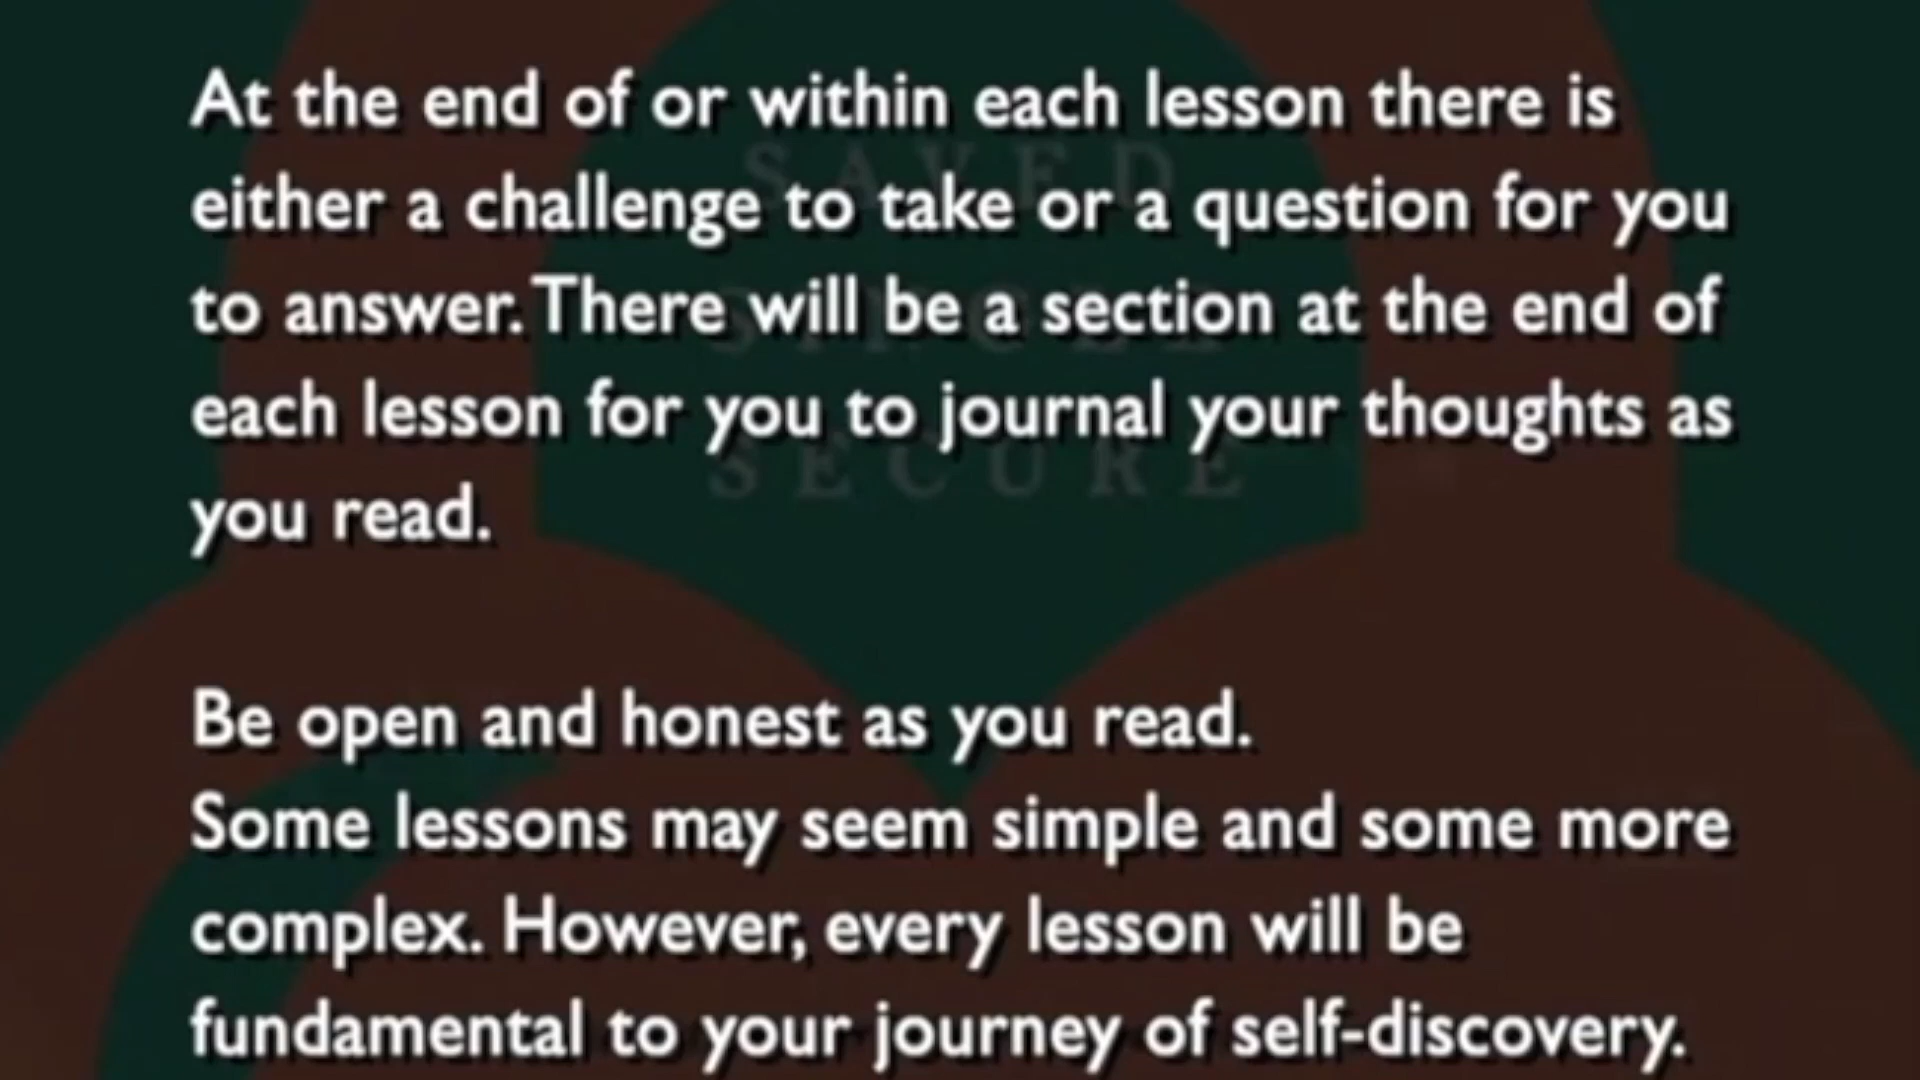 At the end of or within each lesson there is
either a challenge to take or a question for you
to answer. There will be a section at the end of
each lesson for you to journal your thoughts as
you read.
Be open and honest as you read.
Some lessons may seem simple and some more
complex. However, every lesson will be
fundamental to your journey of self-discovery.
SAVED
SINGLE
SECURE